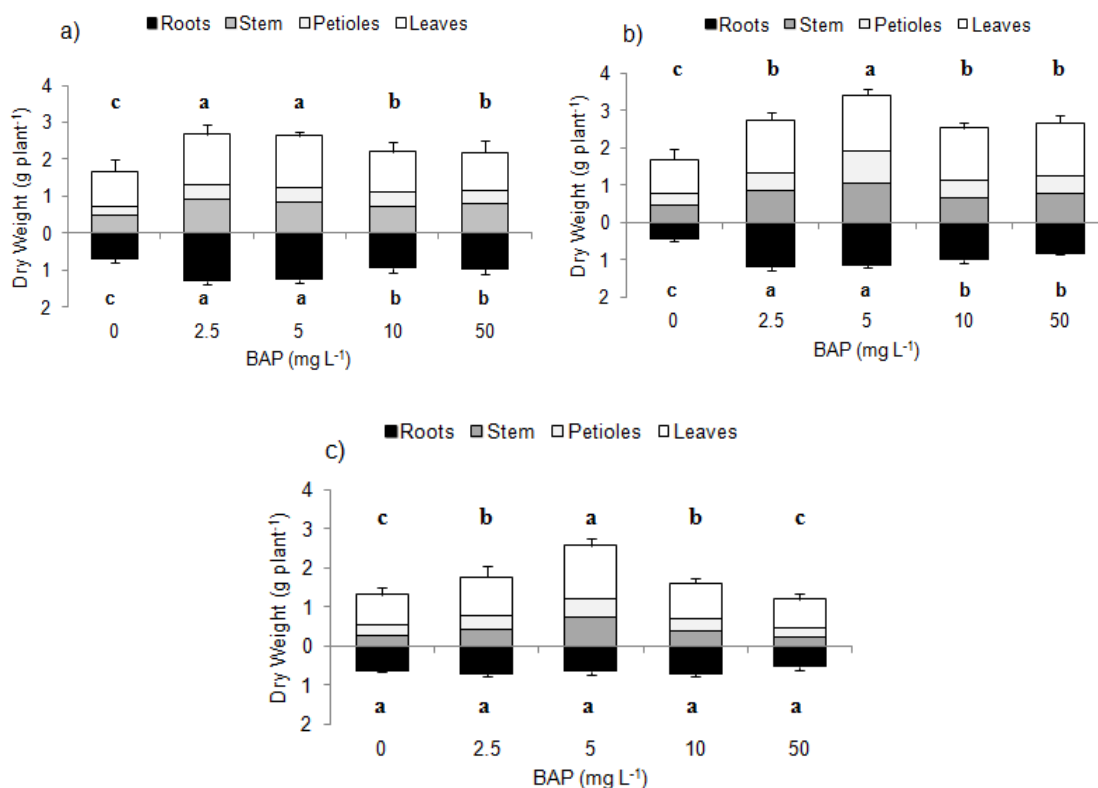 a)
Roots Stem Petioles Leaves
Dry Weight (g plant-1)
4
3
2
1
0
1
2
c a a b b
c a a b b
0 2.5 5 10 50
BAP (mg L-1)
b)
Roots Stem Petioles Leaves
Dry Weight (g plant-1)
4
3
2
1
0
1
2
c b a b b
c a a b b
0 2.5 5 10 50
BAP (mg L-1)
c)
Roots Stem Petioles Leaves
Dry Weight (g plant-1)
4
3
2
1
0
1
2
c b a b c
a a a a a
0 2.5 5 10 50
BAP (mg L-1)